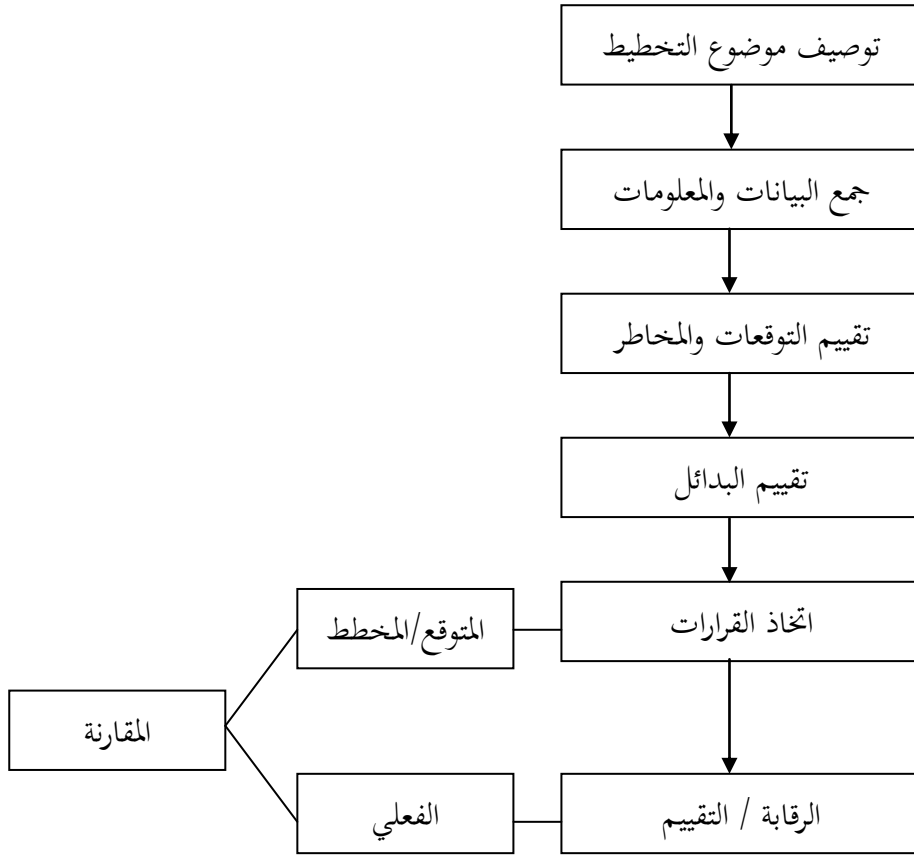 توصيف موضوع التخطيط
جمع البيانات والمعلومات
تقييم التوقعات والمخاطر
تقييم البدائل
اتخاذ القرارات
المتوقع/المخطط
المقارنة
الرقابة / التقييم
الفعلي